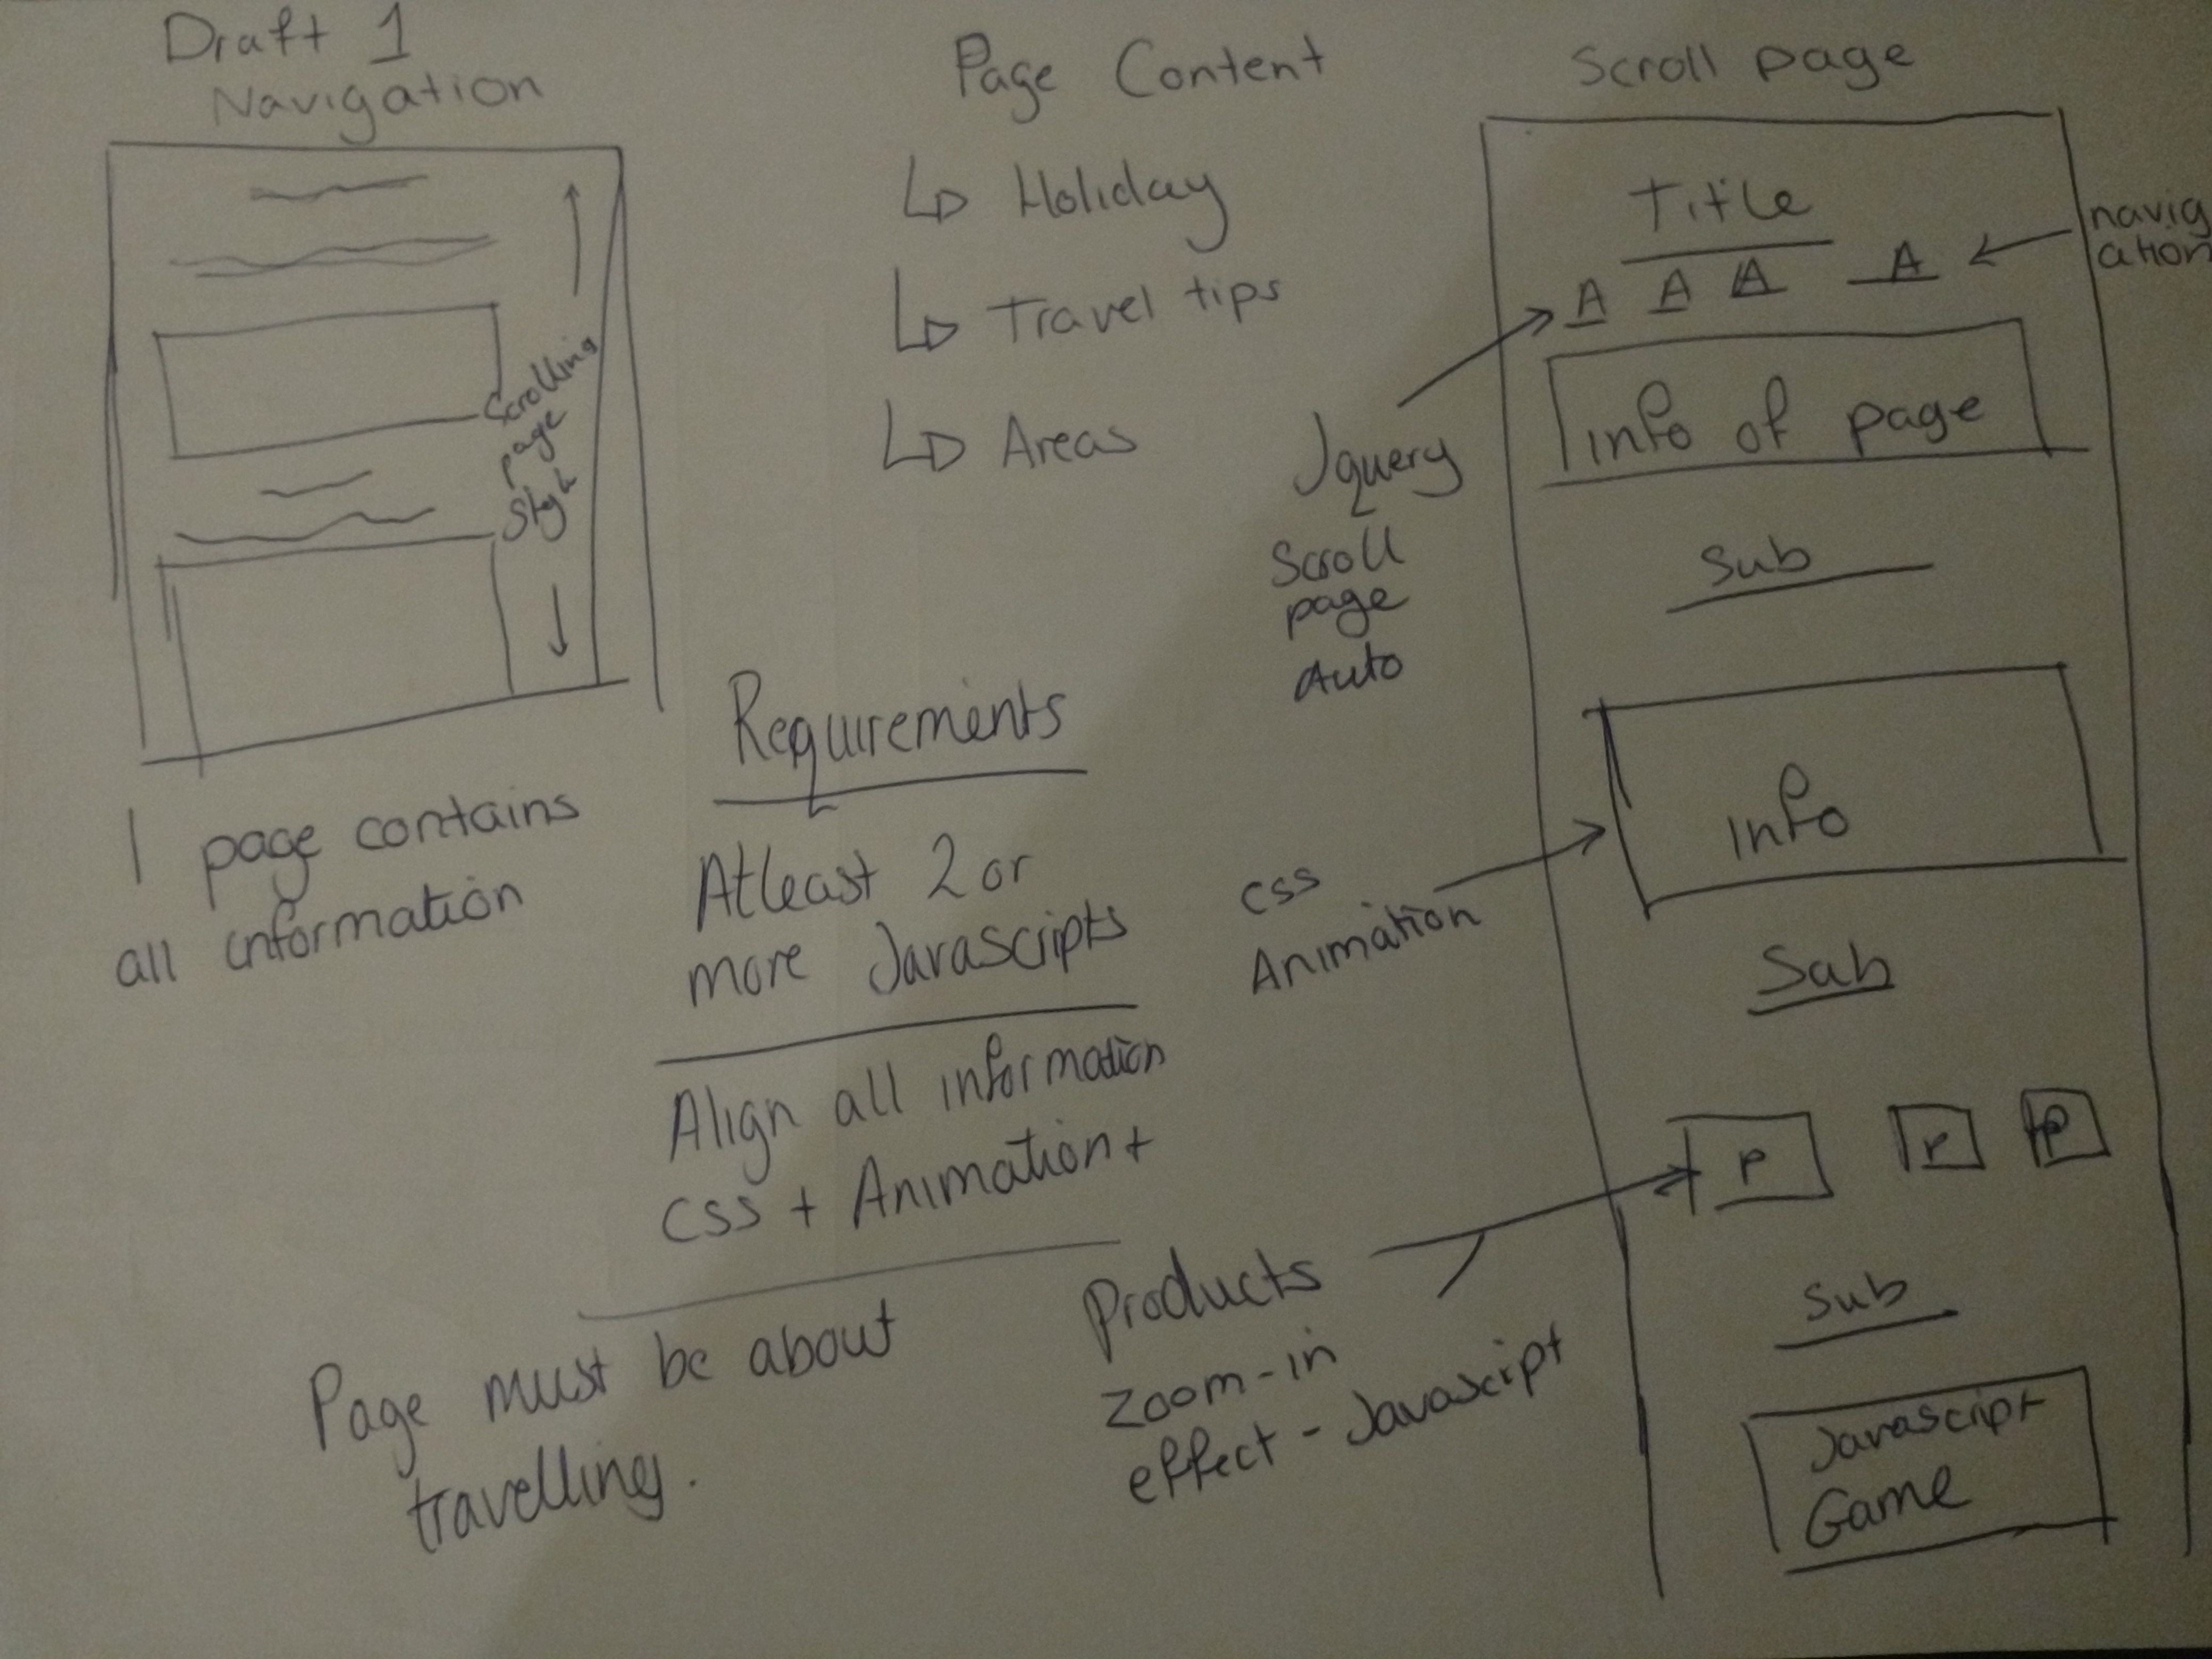 Draft 1
Navigation
Scrolling
page
Style
1 page contains
all information
Page Content
Holiday
Travel tips
Areas
Requirements
Atleast 2 or
more Javascripts
Align all information
CSS + Animation+
Page must be about
travelling.
Scroll page
Title
A A A A
navig
ation
Jquery
Scroll
page
Auto
info of page
Sub
css
Animation
info
Sub
P P P
Products
zoom-in
effect - Javascript
Sub
Javascript
Game